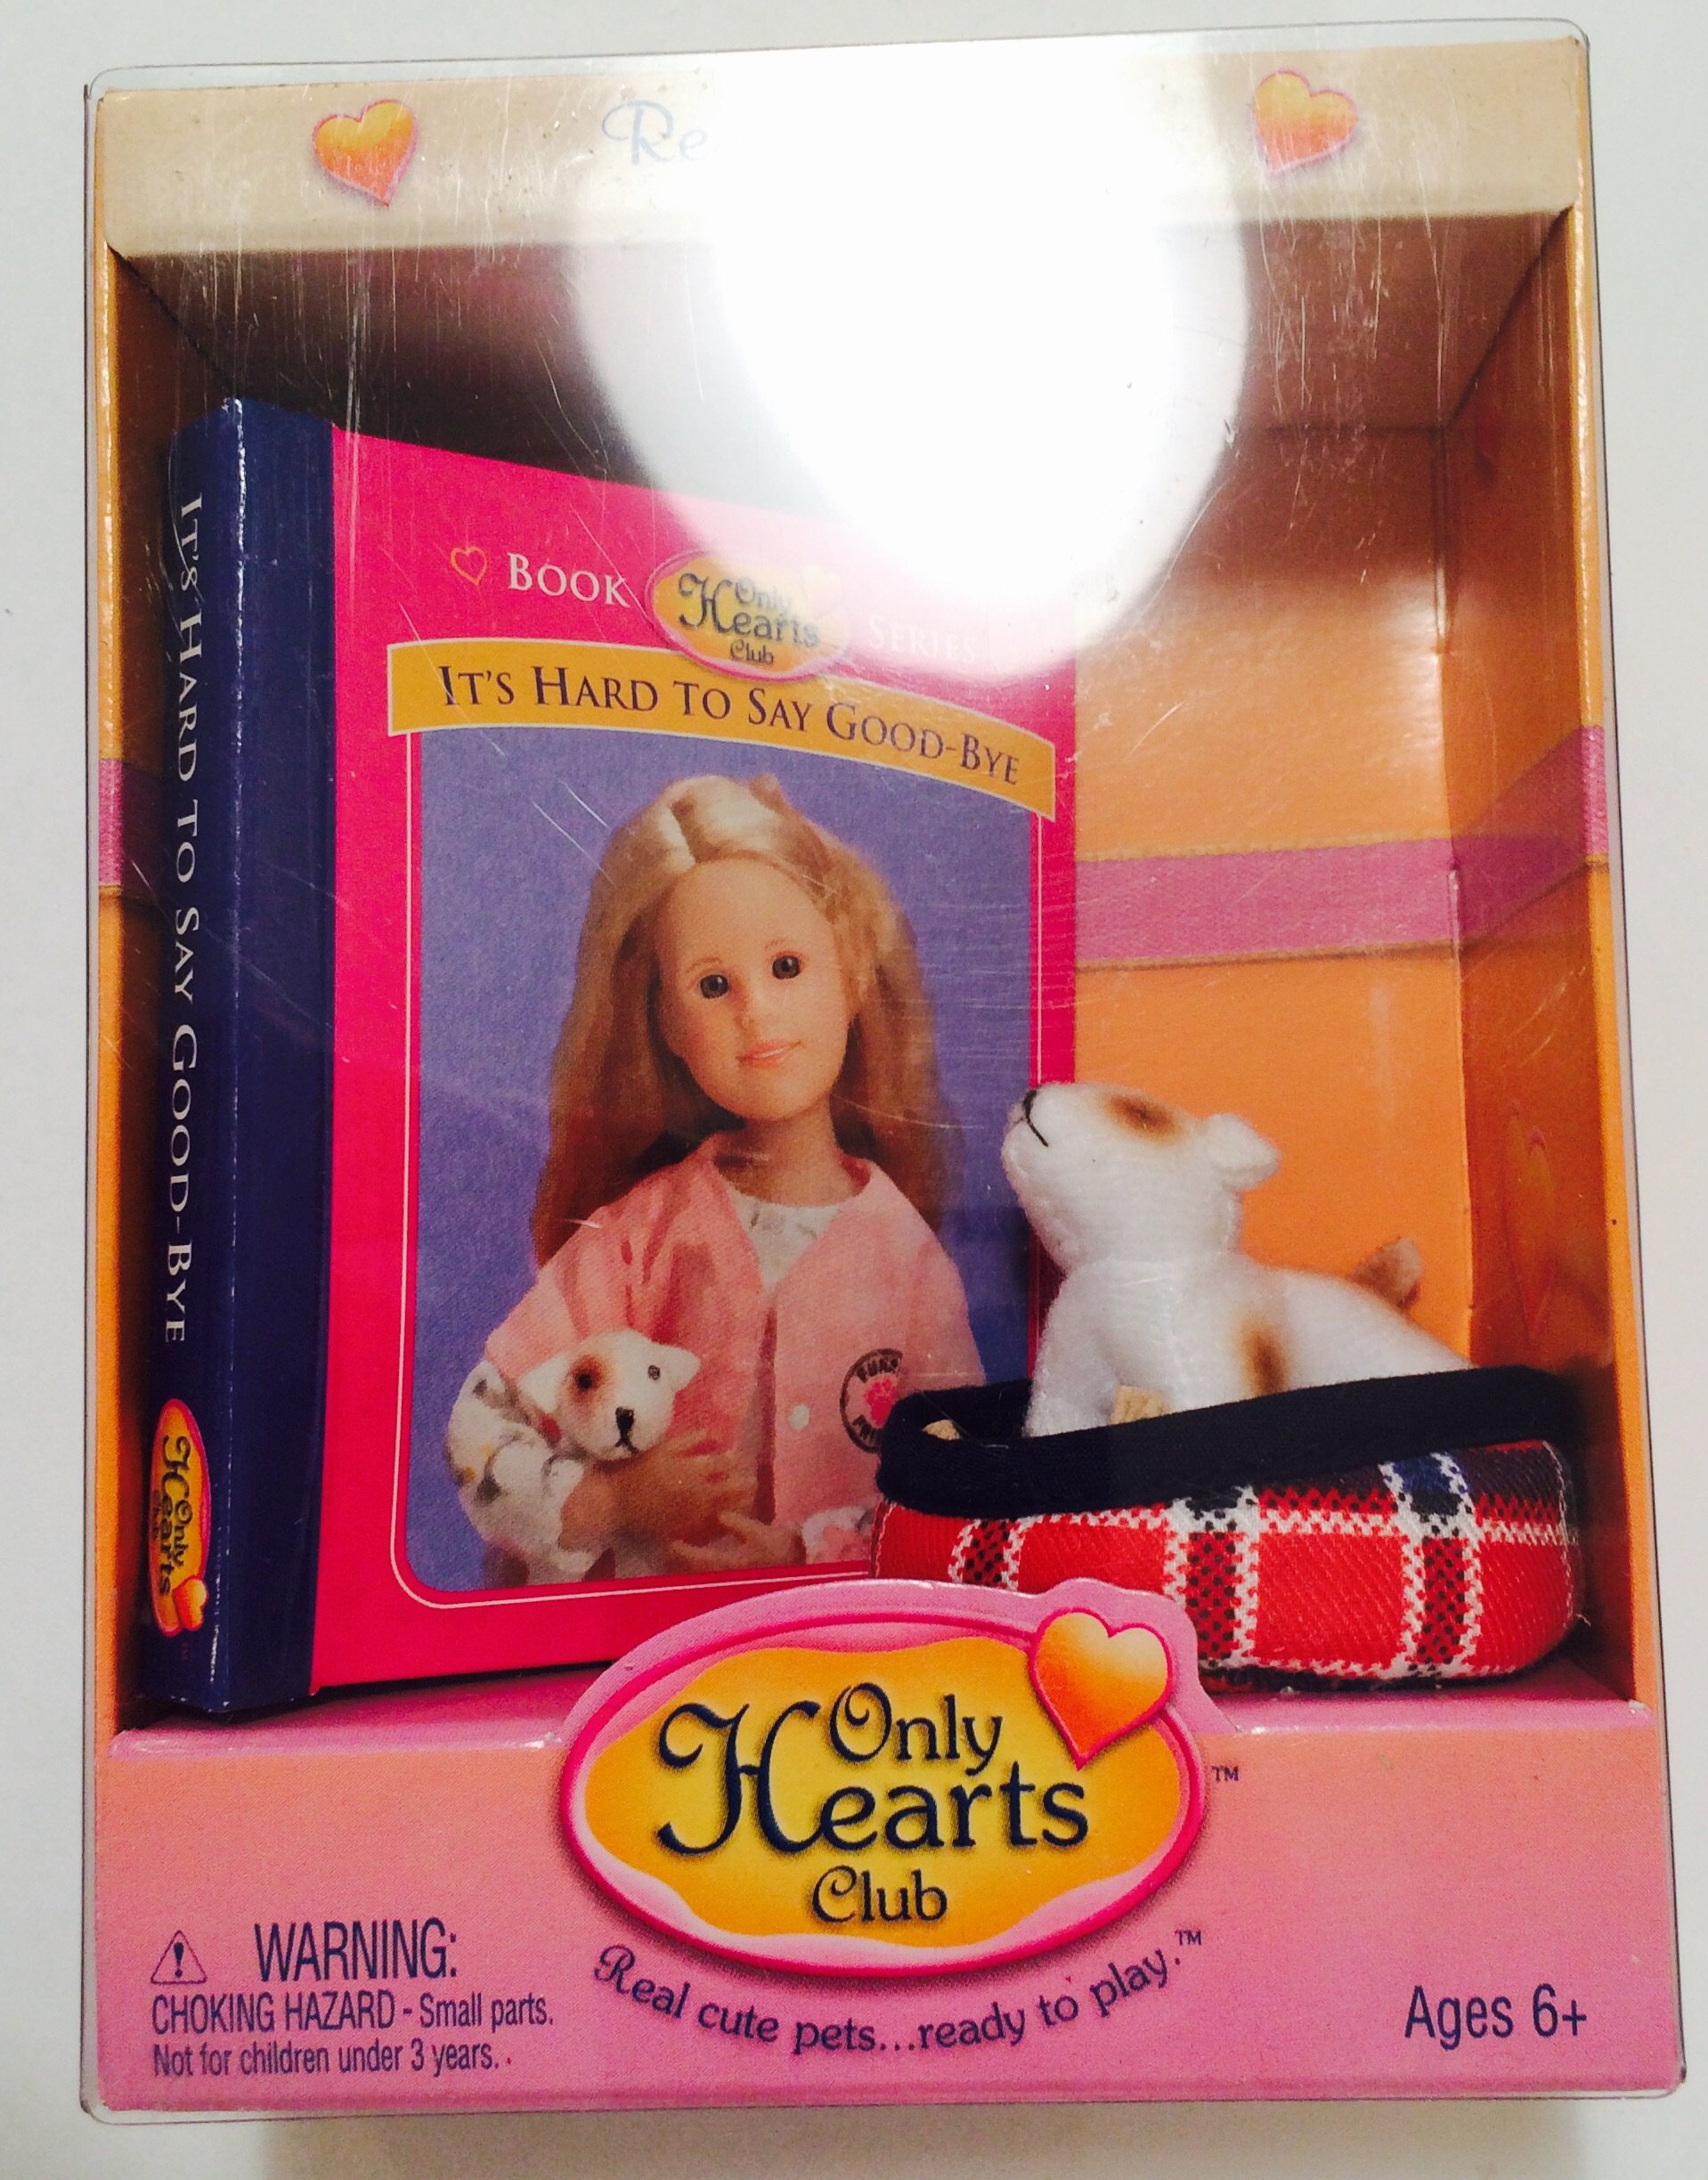 BOOK Only Hearts Club SERIES
IT'S HARD TO SAY GOOD-BYE
IT'S HARD TO SAY GOOD-BYE
Only Hearts Club
Only
Hearts
Club
TM
Real cute pets...ready to play.™
WARNING:
CHOKING HAZARD - Small parts.
Not for children under 3 years.
Ages 6+